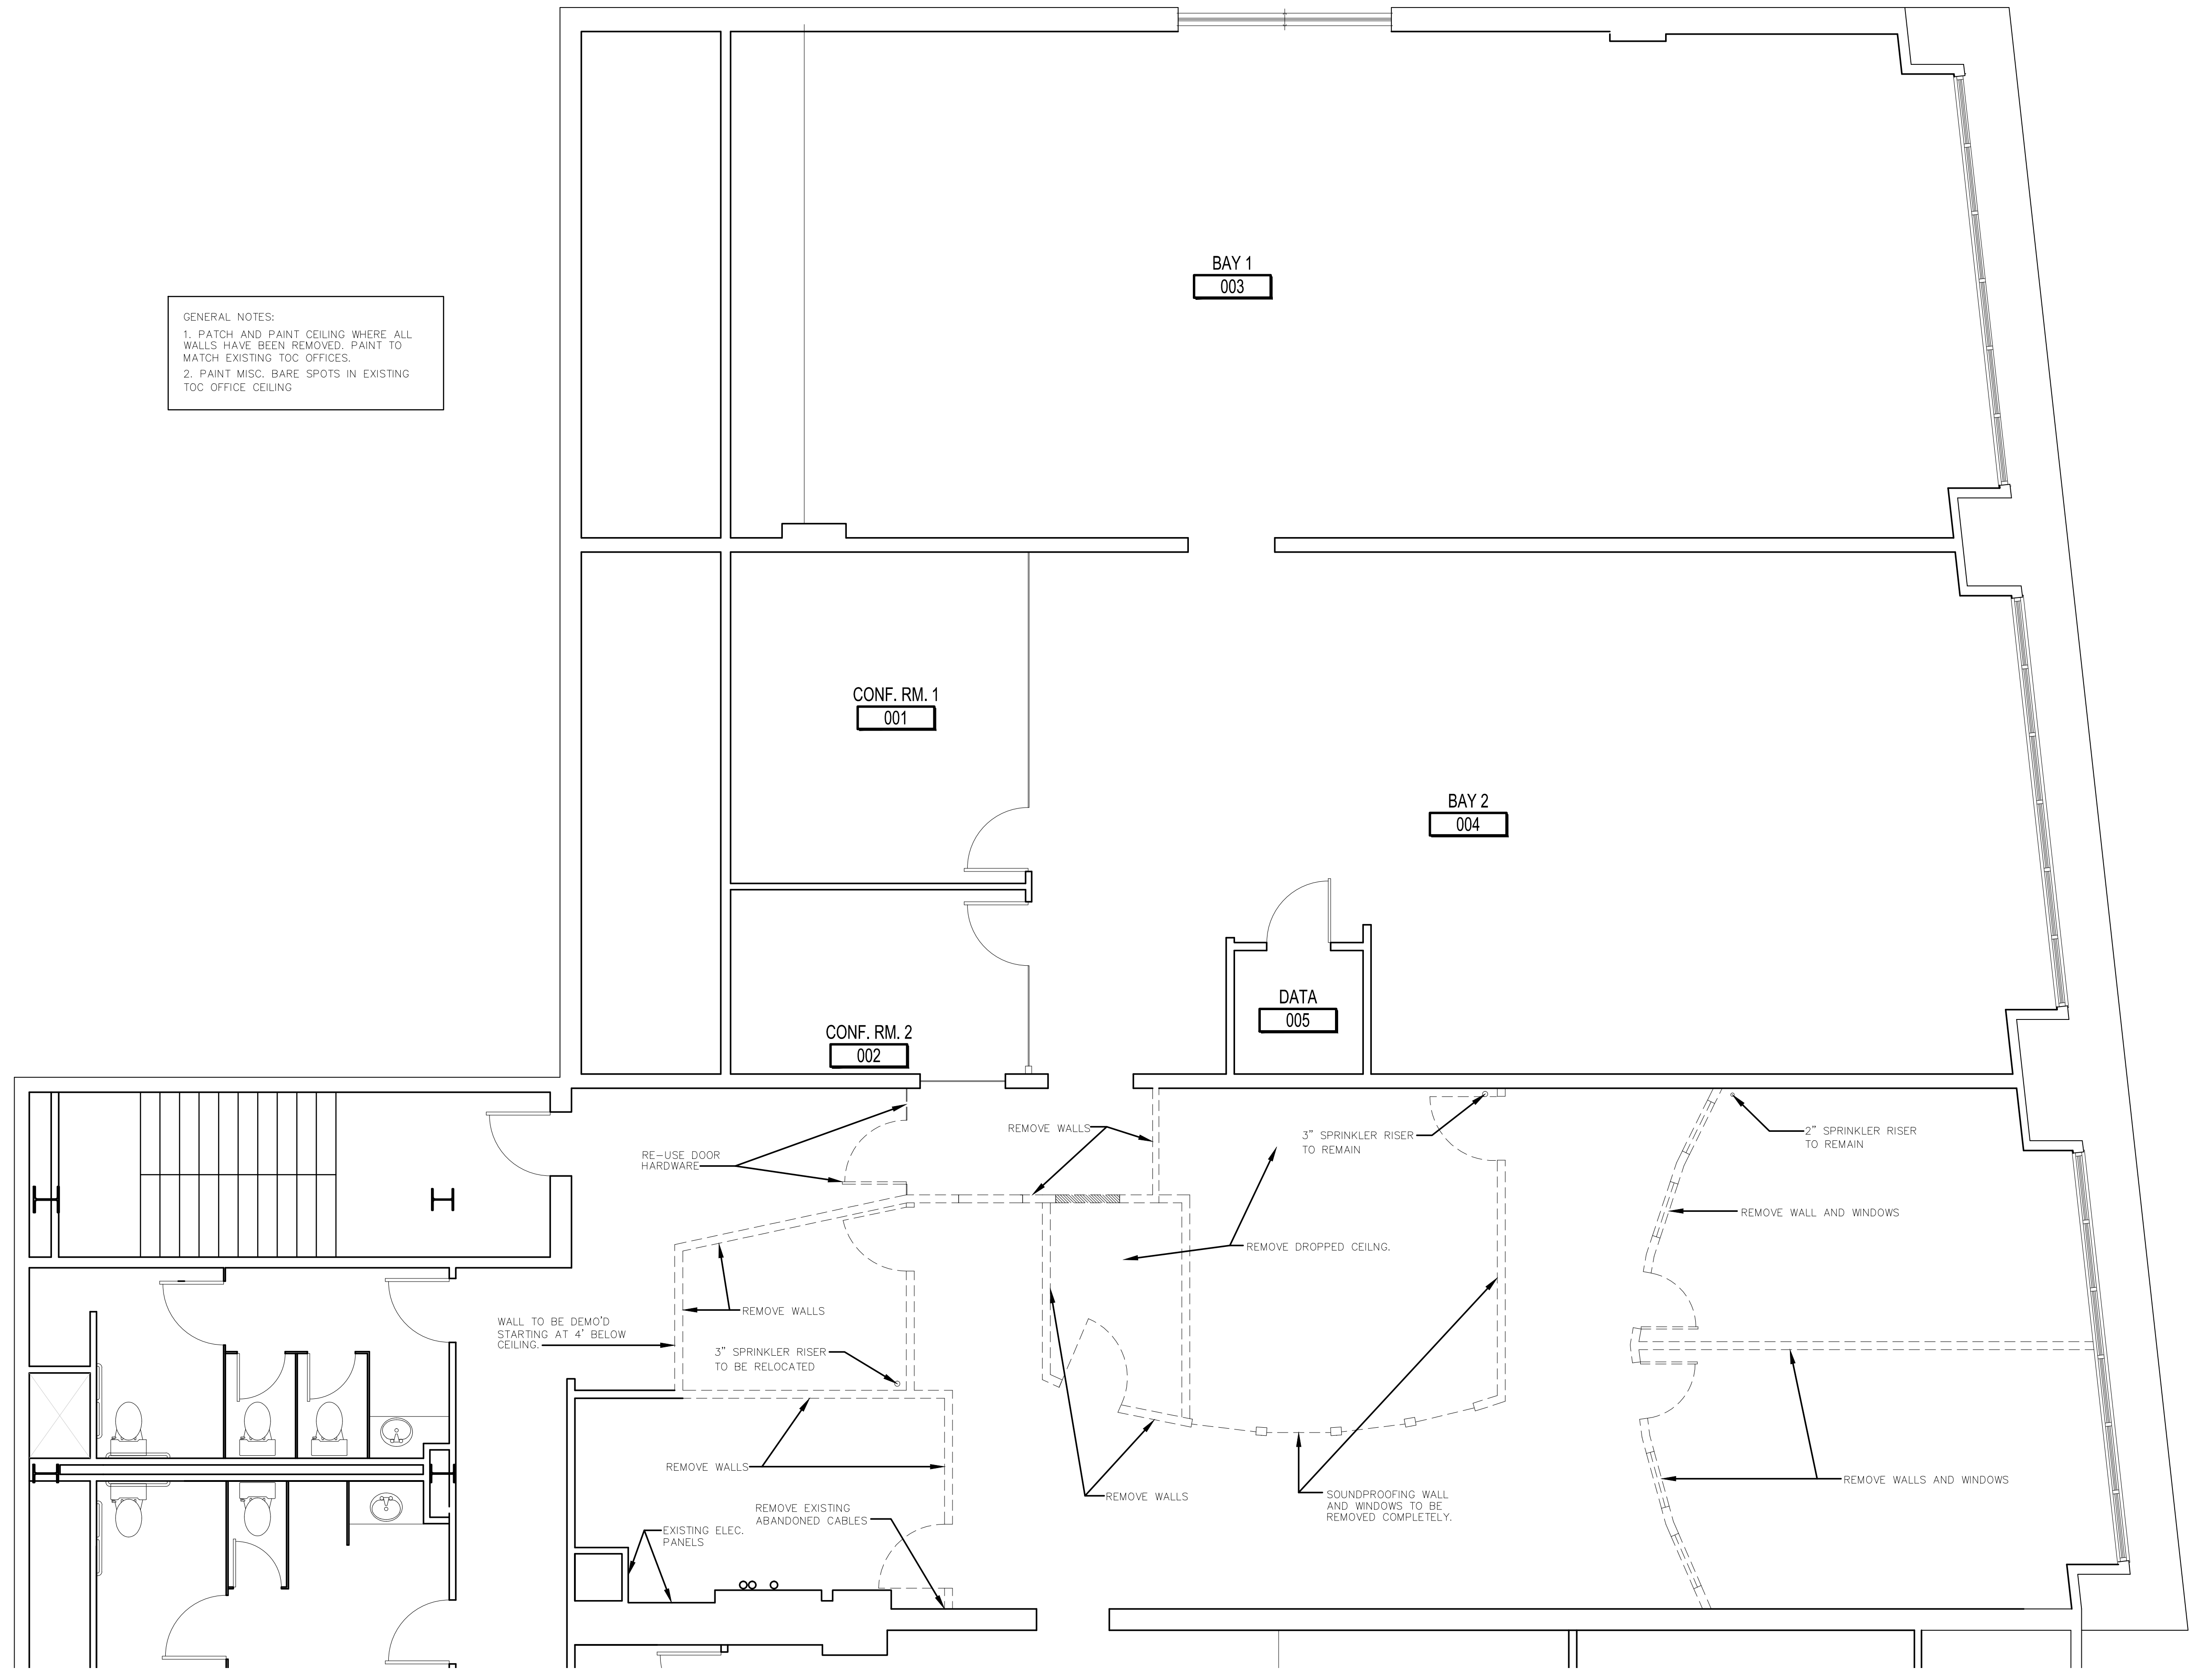 BAY 1
003
GENERAL NOTES:
1. PATCH AND PAINT CEILING WHERE ALL
WALLS HAVE BEEN REMOVED. PAINT TO
MATCH EXISTING TOC OFFICES.
2. PAINT MISC. BARE SPOTS IN EXISTING
TOC OFFICE CEILING
CONF. RM. 1
001
BAY 2
004
DATA
005
CONF. RM. 2
002
REMOVE WALLS
3" SPRINKLER RISER
TO REMAIN
2" SPRINKLER RISER
TO REMAIN
RE-USE DOOR
HARDWARE
REMOVE WALL AND WINDOWS
REMOVE DROPPED CEILNG.
REMOVE WALLS
WALL TO BE DEMO'D
STARTING AT 4' BELOW
CEILING.
3" SPRINKLER RISER
TO BE RELOCATED
REMOVE WALLS
REMOVE WALLS AND WINDOWS
REMOVE WALLS
SOUNDPROOFING WALL
AND WINDOWS TO BE
REMOVED COMPLETELY.
REMOVE EXISTING
ABANDONED CABLES
EXISTING ELEC.
PANELS